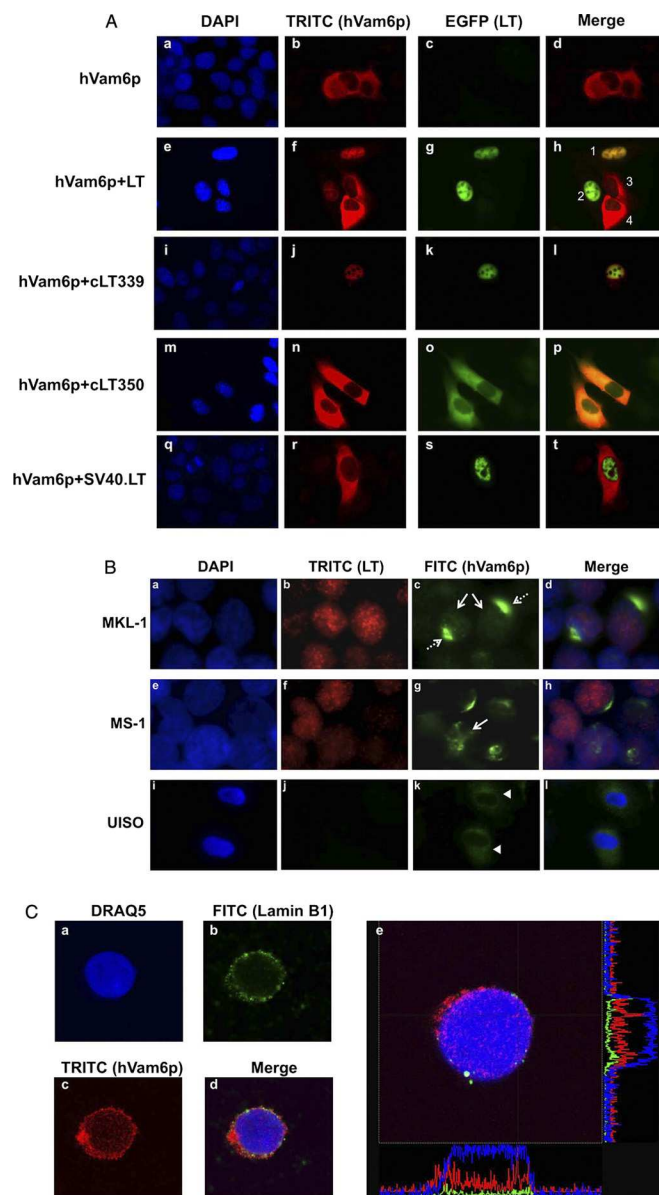 A
DAPI TRITC (hVam6p) EGFP (LT) Merge
hVam6p a b c d
hVam6p+LT e f g h 1 2 3 4
hVam6p+cLT339 i j k l
hVam6p+cLT350 m n o p
hVam6p+SV40.LT q r s t
B
DAPI TRITC (LT) FITC (hVam6p) Merge
MKL-1 a b c d
MS-1 e f g h
UISO i j k l
C
DRAQ5 FITC (Lamin B1)
a b e
TRITC (hVam6p) Merge
c d